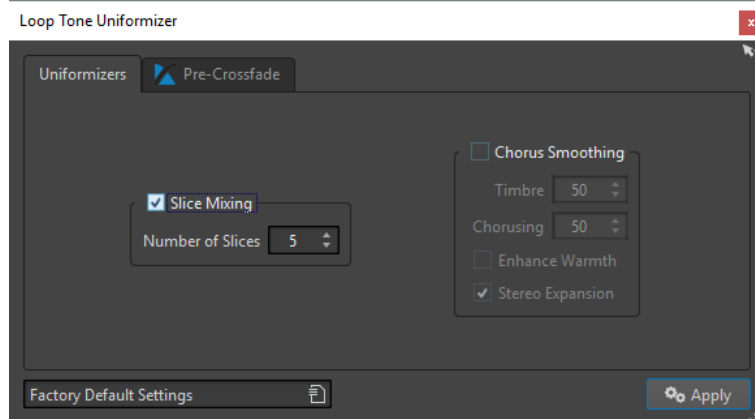 Loop Tone Uniformizer
x
Uniformizers
Pre-Crossfade
Slice Mixing
Number of Slices 5
Chorus Smoothing
Timbre 50
Chorusing 50
Enhance Warmth
Stereo Expansion
Factory Default Settings
Apply